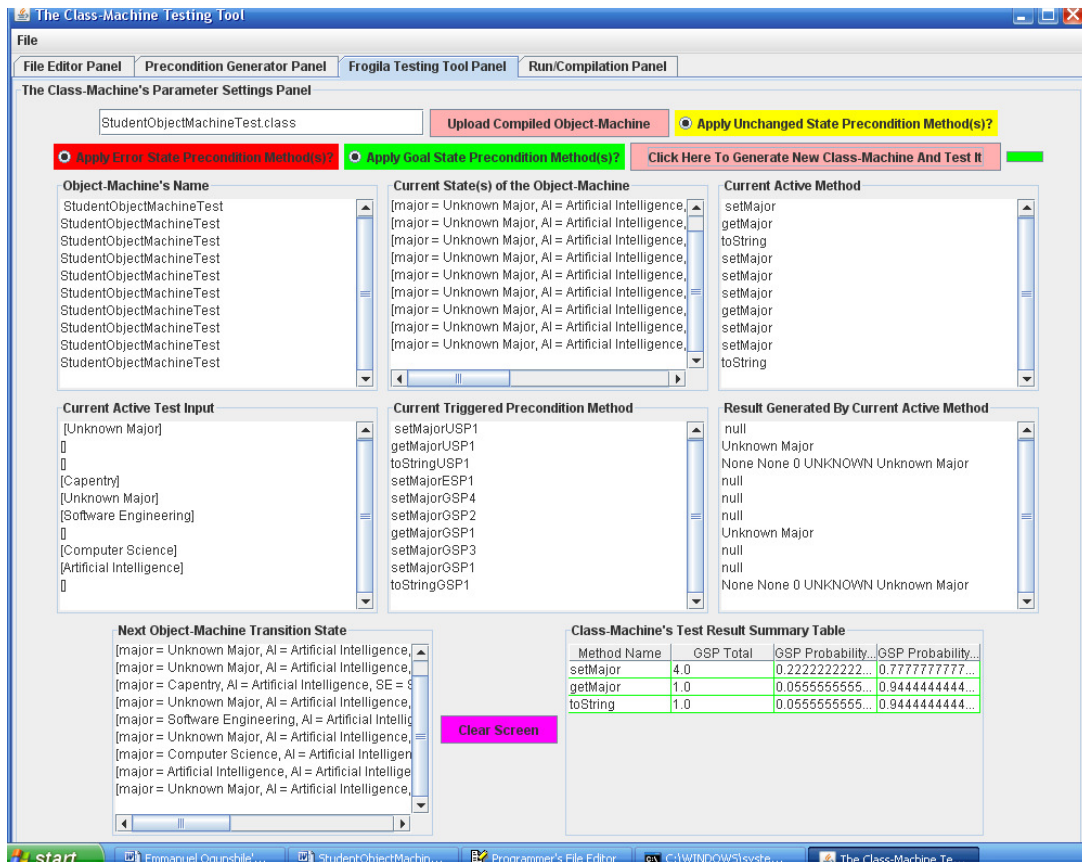 The Class-Machine Testing Tool
File
File Editor Panel
Precondition Generator Panel
Frogila Testing Tool Panel
Run/Compilation Panel
The Class-Machine's Parameter Settings Panel
StudentObjectMachineTest.class
Upload Compiled Object-Machine
Apply Unchanged State Precondition Method(s)?
Apply Error State Precondition Method(s)?
Apply Goal State Precondition Method(s)?
Click Here To Generate New Class-Machine And Test It
Object-Machine's Name
StudentObjectMachineTest
StudentObjectMachineTest
StudentObjectMachineTest
StudentObjectMachineTest
StudentObjectMachineTest
StudentObjectMachineTest
StudentObjectMachineTest
StudentObjectMachineTest
StudentObjectMachineTest
StudentObjectMachineTest
Current State(s) of the Object-Machine
[major = Unknown Major, AI = Artificial Intelligence,
[major = Unknown Major, AI = Artificial Intelligence,
[major = Unknown Major, AI = Artificial Intelligence,
[major = Unknown Major, AI = Artificial Intelligence,
[major = Unknown Major, AI = Artificial Intelligence,
[major = Unknown Major, AI = Artificial Intelligence,
[major = Unknown Major, AI = Artificial Intelligence,
[major = Unknown Major, AI = Artificial Intelligence,
[major = Unknown Major, AI = Artificial Intelligence,
Current Active Method
setMajor
getMajor
toString
setMajor
setMajor
setMajor
getMajor
setMajor
setMajor
toString
Current Active Test Input
[Unknown Major]
[]
[]
[Capentry]
[Unknown Major]
[Software Engineering]
[]
[Computer Science]
[Artificial Intelligence]
[]
Current Triggered Precondition Method
setMajorUSP1
getMajorUSP1
toStringUSP1
setMajorESP1
setMajorGSP4
setMajorGSP2
getMajorGSP1
setMajorGSP3
setMajorGSP1
toStringGSP1
Result Generated By Current Active Method
null
Unknown Major
None None 0 UNKNOWN Unknown Major
null
null
null
Unknown Major
null
null
None None 0 UNKNOWN Unknown Major
Next Object-Machine Transition State
[major = Unknown Major, AI = Artificial Intelligence,
[major = Unknown Major, AI = Artificial Intelligence,
[major = Capentry, AI = Artificial Intelligence, SE = S
[major = Unknown Major, AI = Artificial Intelligence,
[major = Software Engineering, AI = Artificial Intellig
[major = Unknown Major, AI = Artificial Intelligence,
[major = Computer Science, AI = Artificial Intelligen
[major = Artificial Intelligence, AI = Artificial Intellige
[major = Unknown Major, AI = Artificial Intelligence,
Clear Screen
Class-Machine's Test Result Summary Table
Method Name GSP Total GSP Probability... GSP Probability...
setMajor 4.0 0.2222222222... 0.7777777777...
getMajor 1.0 0.0555555555... 0.9444444444...
toString 1.0 0.0555555555... 0.9444444444...
start
Emmanuel Ogunshile'...
StudentObjectMachin...
Programmer's File Editor
C:\WINDOWS\syste...
The Class-Machine Te...